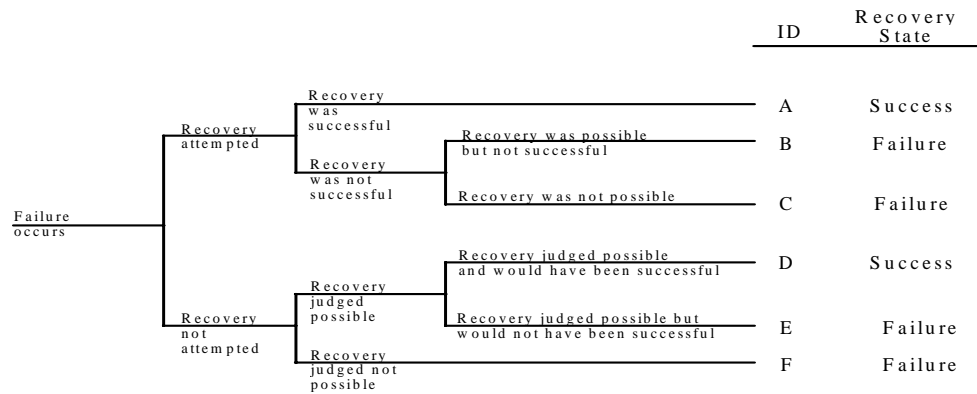 ID
Recovery
State
Recovery
was
successful
A
Success
Recovery
attempted
Recovery was possible
but not successful
B
Failure
Recovery
was not
successful
Recovery was not possible
C
Failure
Failure
occurs
Recovery judged possible
and would have been successful
D
Success
Recovery
judged
possible
Recovery
not
attempted
Recovery judged possible but
would not have been successful
E
Failure
Recovery
judged not
possible
F
Failure